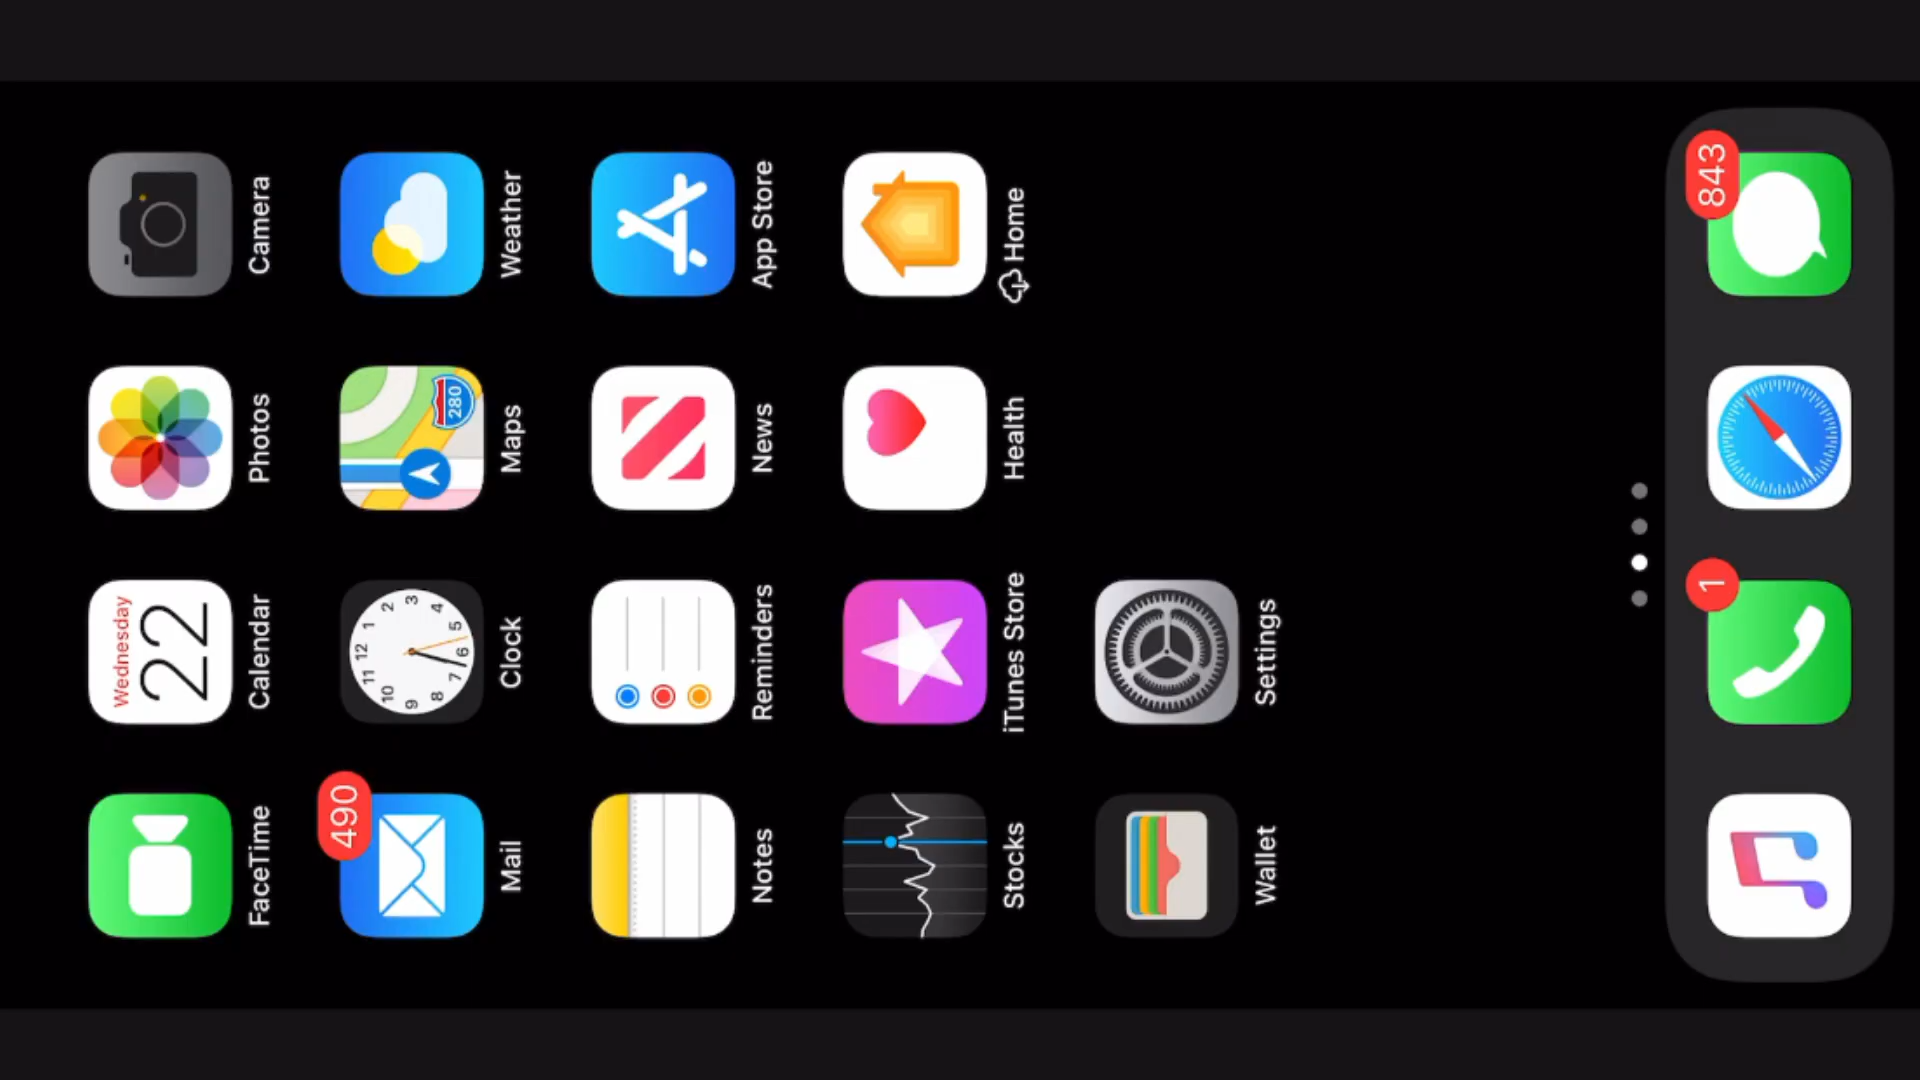 Wednesday
22
FaceTime Calendar Photos Camera
490
12
11 1
10 2
9 3
8 4
7 5
6
280
Mail Clock Maps Weather
Notes Reminders News App Store
Stocks iTunes Store Health Home
Wallet Settings
1 843